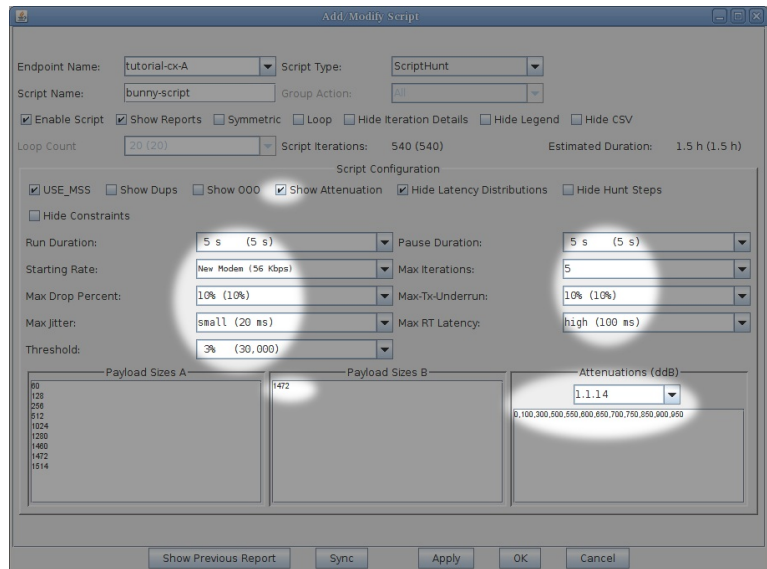 Add/Modify Script
Endpoint Name: tutorial-cx-A Script Type: ScriptHunt
Script Name: bunny-script Group Action: All
Enable Script Show Reports Symmetric Loop Hide Iteration Details Hide Legend Hide CSV
Loop Count 20 (20) Script Iterations: 540 (540) Estimated Duration: 1.5 h (1.5 h)
Script Configuration
USE_MSS Show Dups Show OOO Show Attenuation Hide Latency Distributions Hide Hunt Steps
Hide Constraints
Run Duration: 5 s (5 s) Pause Duration: 5 s (5 s)
Starting Rate: New Modem (56 Kbps) Max Iterations: 5
Max Drop Percent: 10% (10%) Max-Tx-Underrun: 10% (10%)
Max Jitter: small (20 ms) Max RT Latency: high (100 ms)
Threshold: 3% (30,000)
Payload Sizes A Payload Sizes B Attenuations (ddB)
60
128
256
512
1024
1280
1460
1472
1514
1472
1.1.14
0,100,300,500,550,600,650,700,750,850,900,950
Show Previous Report Sync Apply OK Cancel